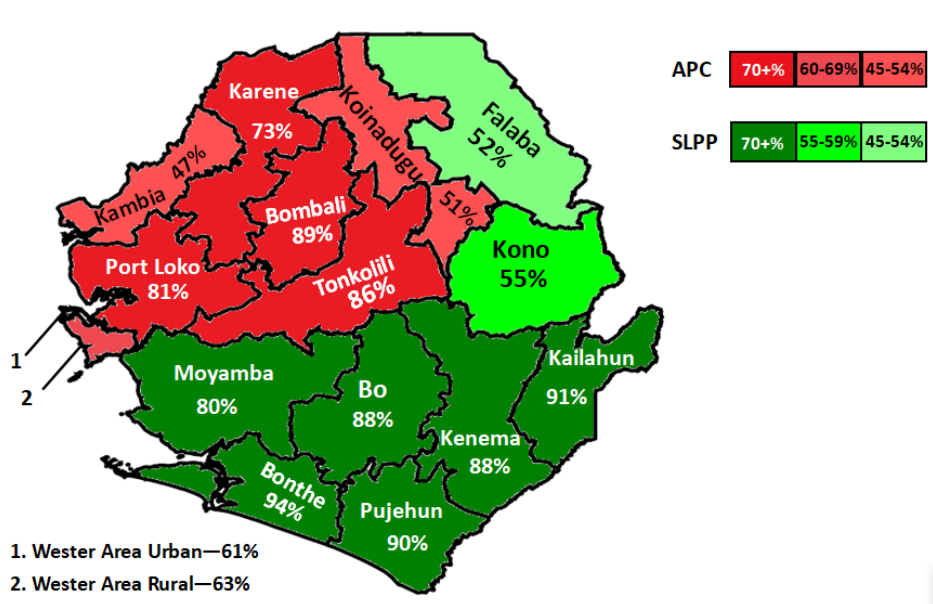 APC 70+% 60-69% 45-54%
SLPP 70+% 55-59% 45-54%
Karene
73%
Koinadugu
51%
Falaba
52%
Kambia 47%
Bombali
89%
Kono
55%
Port Loko
81%
Tonkolili
86%
1
2
Moyamba
80%
Bo
88%
Kailahun
91%
Kenema
88%
Bonthe
94%
Pujehun
90%
1. Wester Area Urban—61%
2. Wester Area Rural—63%